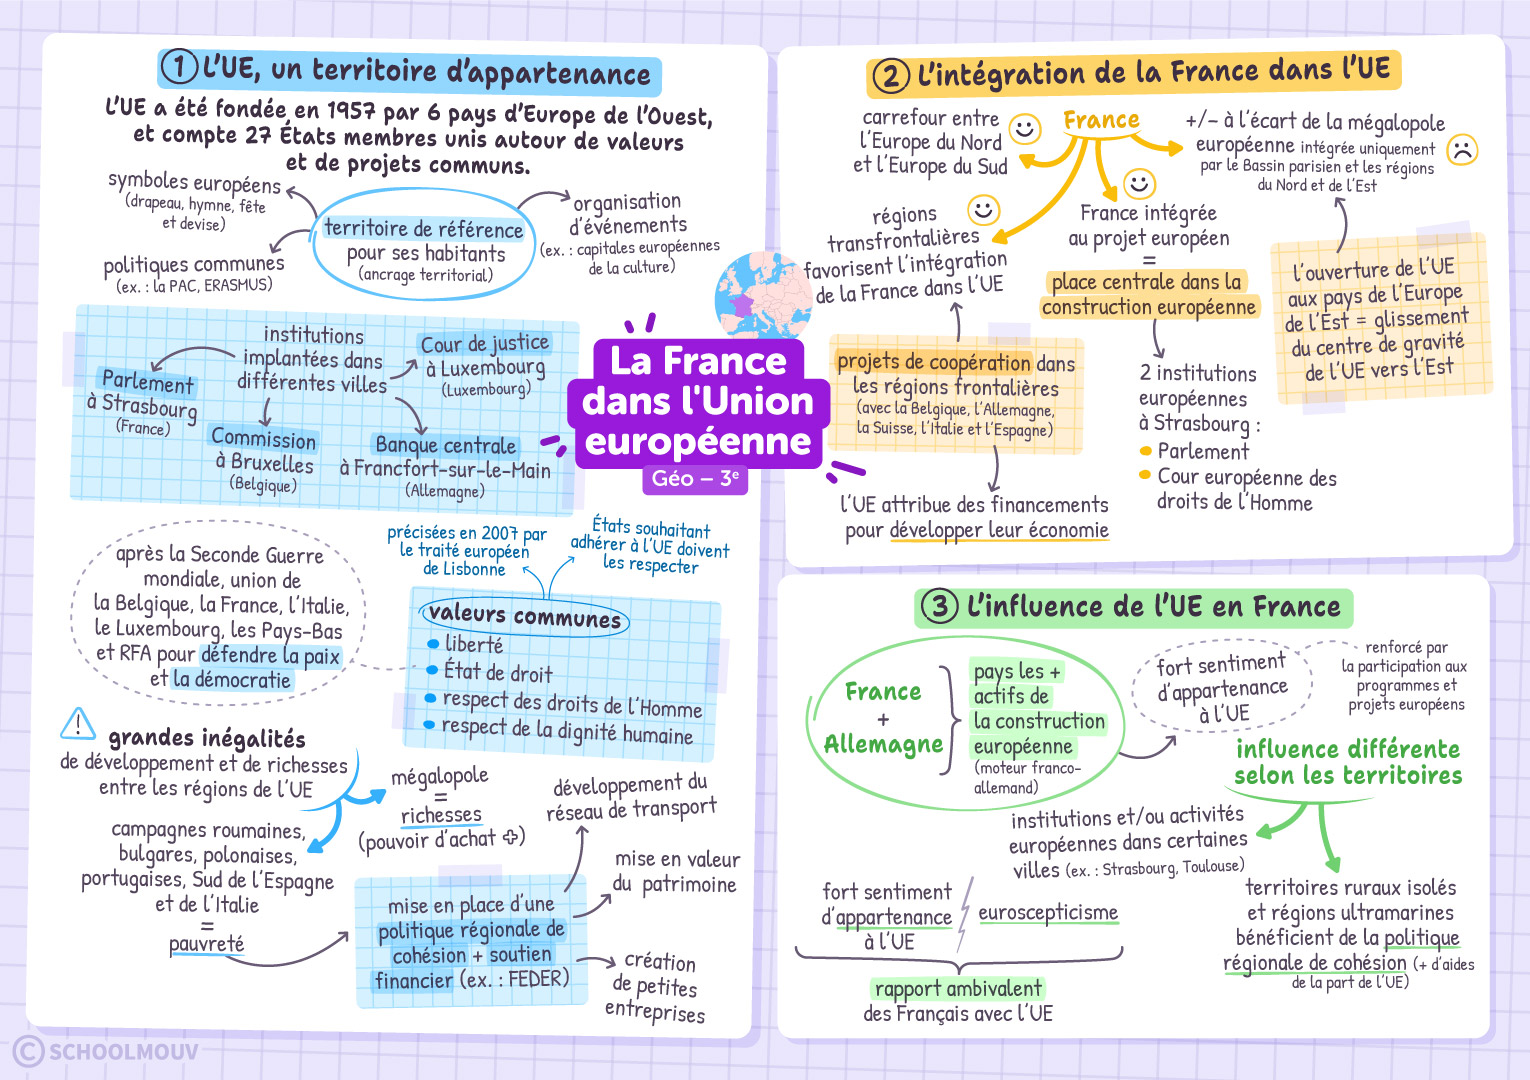 1 L'UE, un territoire d'appartenance
L'UE a été fondée en 1957 par 6 pays d'Europe de l'Ouest,
et compte 27 États membres unis autour de valeurs
et de projets communs.
symboles européens
(drapeau, hymne, fête
et devise)
politiques communes
(ex. : la PAC, ERASMUS)
territoire de référence
pour ses habitants
(ancrage territorial)
organisation
d'événements
(ex. : capitales européennes
de la culture)
institutions
implantées dans
différentes villes
Parlement
à Strasbourg
(France)
Commission
à Bruxelles
(Belgique)
Cour de justice
à Luxembourg
(Luxembourg)
Banque centrale
à Francfort-sur-le-Main
(Allemagne)
après la Seconde Guerre
mondiale, union de
la Belgique, la France, l'Italie,
le Luxembourg, les Pays-Bas
et RFA pour défendre la paix
et la démocratie
précisées en 2007 par
le traité européen
de Lisbonne
États souhaitant
adhérer à l'UE doivent
les respecter
valeurs communes
liberté
État de droit
respect des droits de l'Homme
respect de la dignité humaine
!
grandes inégalités
de développement et de richesses
entre les régions de l'UE
mégalopole
=
richesses
(pouvoir d'achat +)
campagnes roumaines,
bulgares, polonaises,
portugaises, Sud de l'Espagne
et de l'Italie
=
pauvreté
mise en place d'une
politique régionale de
cohésion + soutien
financier (ex. : FEDER)
développement du
réseau de transport
mise en valeur
du patrimoine
création
de petites
entreprises
La France
dans l'Union
européenne
Géo – 3e
2 L'intégration de la France dans l'UE
France
carrefour entre
l'Europe du Nord
et l'Europe du Sud
régions
transfrontalières
favorisent l'intégration
de la France dans l'UE
France intégrée
au projet européen
=
place centrale dans la
construction européenne
+/- à l'écart de la mégalopole
européenne intégrée uniquement
par le Bassin parisien et les régions
du Nord et de l'Est
l'ouverture de l'UE
aux pays de l'Europe
de l'Est = glissement
du centre de gravité
de l'UE vers l'Est
projets de coopération dans
les régions frontalières
(avec la Belgique, l'Allemagne,
la Suisse, l'Italie et l'Espagne)
l'UE attribue des financements
pour développer leur économie
2 institutions
européennes
à Strasbourg :
Parlement
Cour européenne des
droits de l'Homme
3 L'influence de l'UE en France
France
+
Allemagne
pays les +
actifs de
la construction
européenne
(moteur franco-
allemand)
fort sentiment
d'appartenance
à l'UE
renforcé par
la participation aux
programmes et
projets européens
influence différente
selon les territoires
institutions et/ou activités
européennes dans certaines
villes (ex. : Strasbourg, Toulouse)
territoires ruraux isolés
et régions ultramarines
bénéficient de la politique
régionale de cohésion (+ d'aides
de la part de l'UE)
fort sentiment
d'appartenance
à l'UE
euroscepticisme
rapport ambivalent
des Français avec l'UE
© SCHOOLMOUV